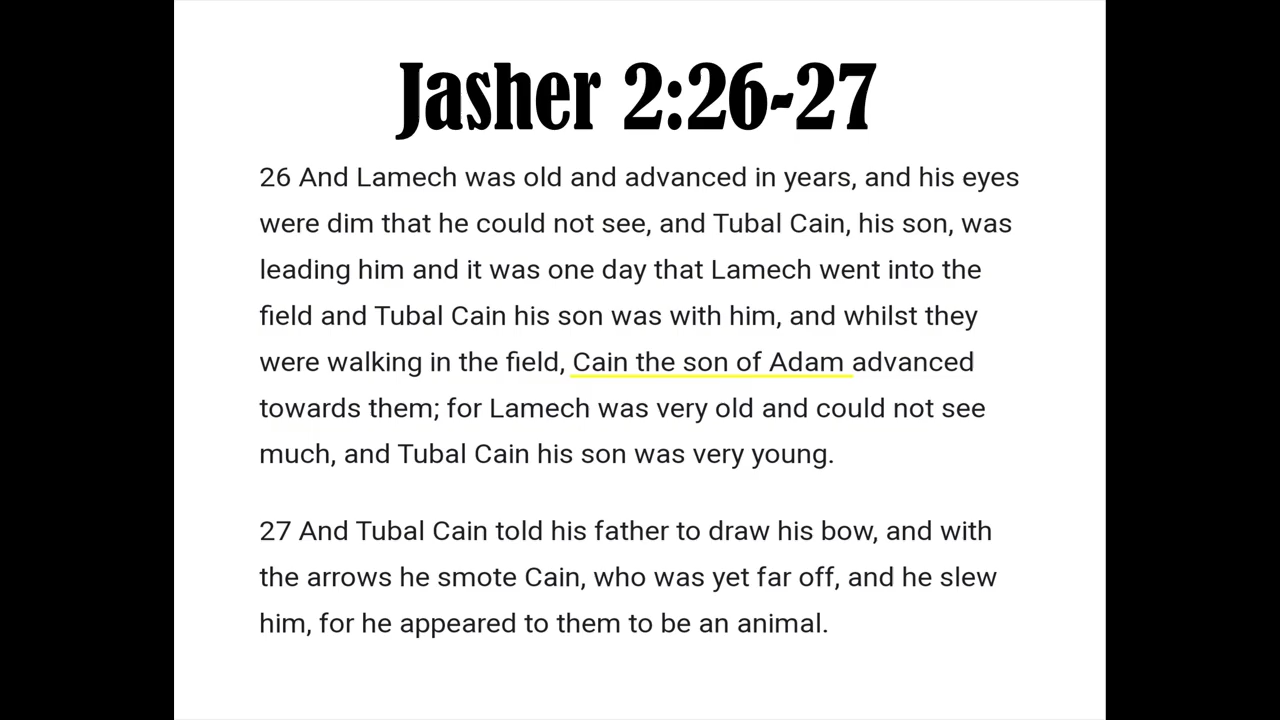 Jasher 2:26-27
26 And Lamech was old and advanced in years, and his eyes
were dim that he could not see, and Tubal Cain, his son, was
leading him and it was one day that Lamech went into the
field and Tubal Cain his son was with him, and whilst they
were walking in the field, Cain the son of Adam advanced
towards them; for Lamech was very old and could not see
much, and Tubal Cain his son was very young.
27 And Tubal Cain told his father to draw his bow, and with
the arrows he smote Cain, who was yet far off, and he slew
him, for he appeared to them to be an animal.